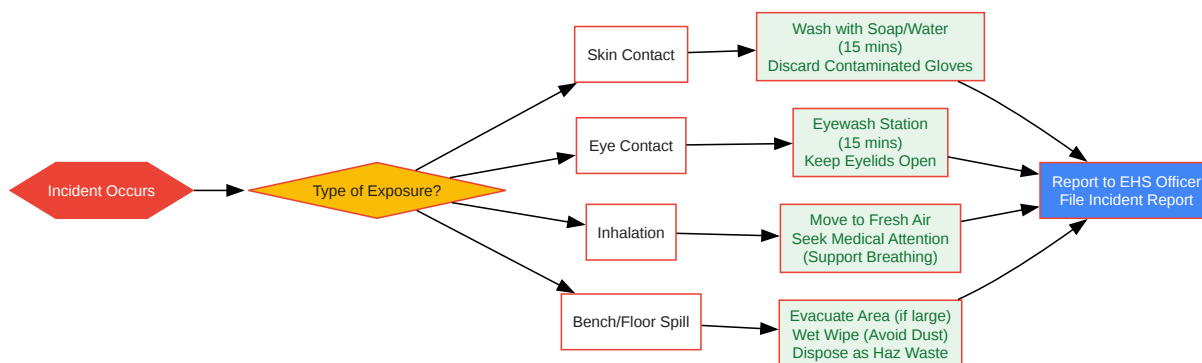 Incident Occurs
Type of Exposure?
Skin Contact
Wash with Soap/Water
(15 mins)
Discard Contaminated Gloves
Eye Contact
Eyewash Station
(15 mins)
Keep Eyelids Open
Inhalation
Move to Fresh Air
Seek Medical Attention
(Support Breathing)
Bench/Floor Spill
Evacuate Area (if large)
Wet Wipe (Avoid Dust)
Dispose as Haz Waste
Report to EHS Officer
File Incident Report